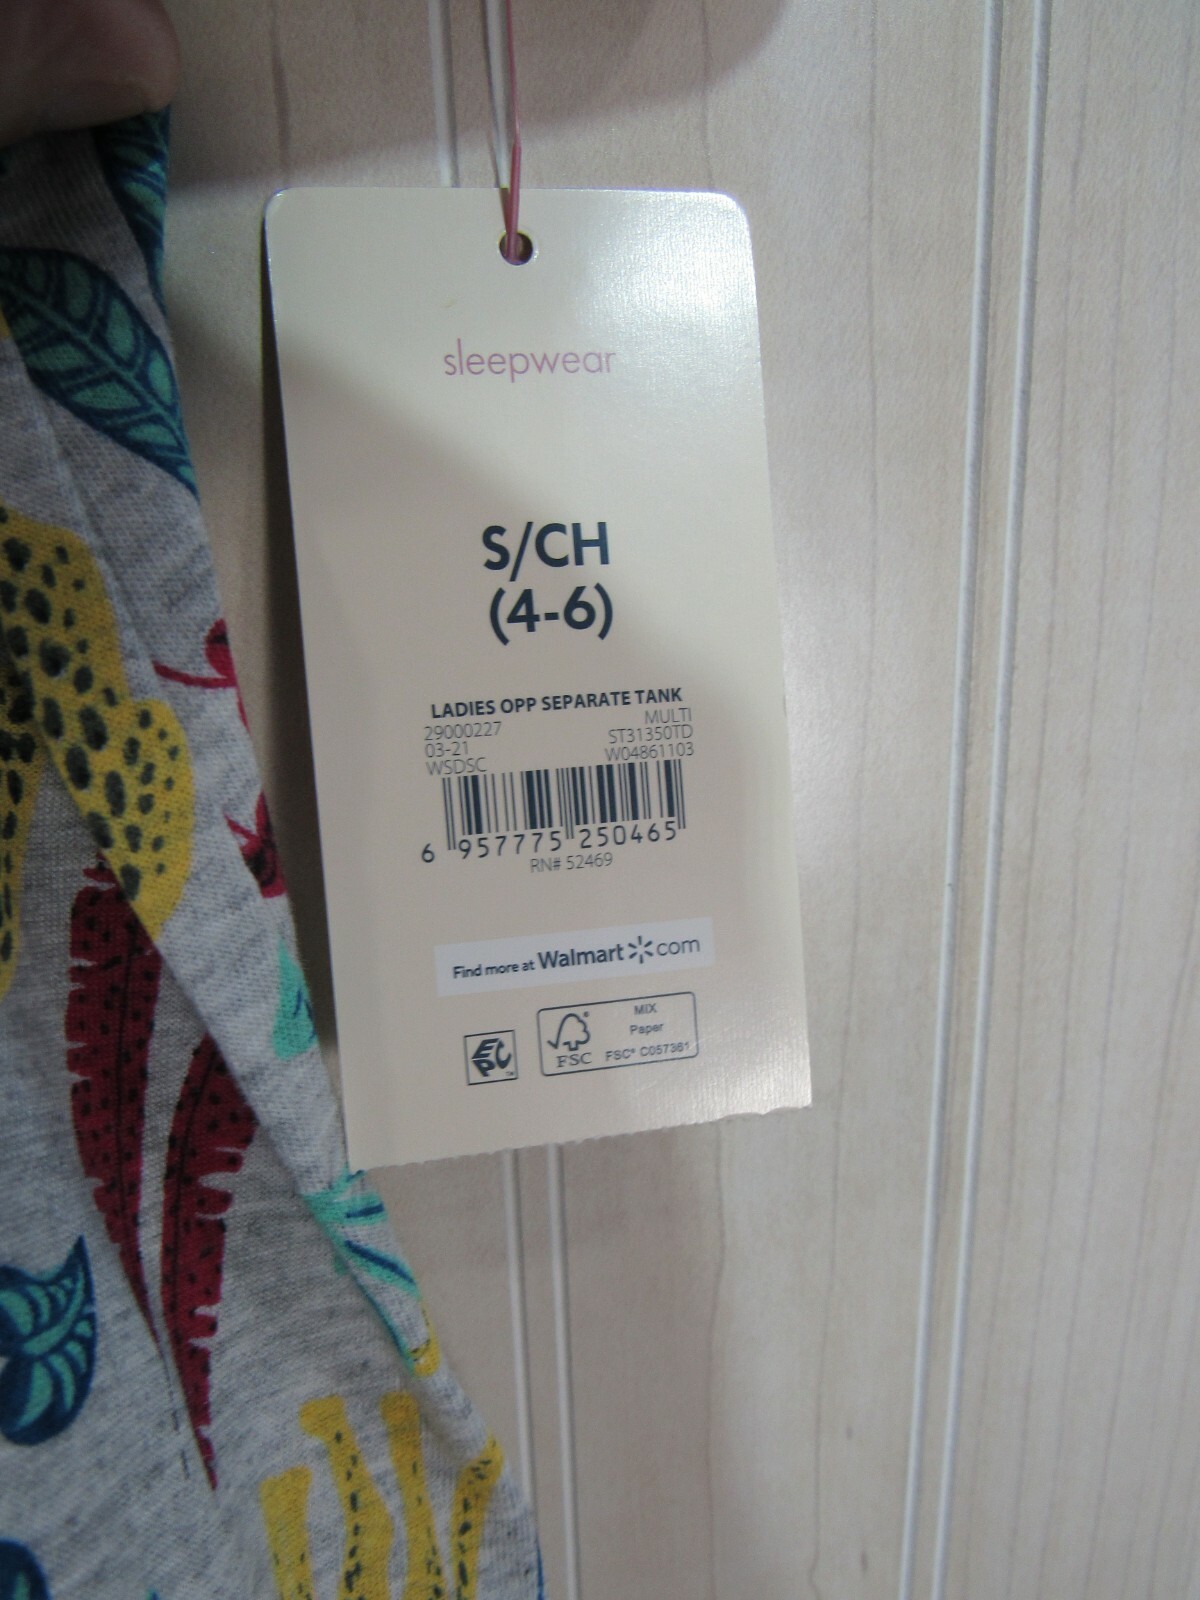 sleepwear
S/CH
(4-6)
LADIES OPP SEPARATE TANK
29000227 MULTI
03-21 ST31350TD
WSDSC W04861103
6 957775 250465
RN# 52469
Find more at Walmart com
EPC™
FSC®
MIX
Paper
FSC® C057361